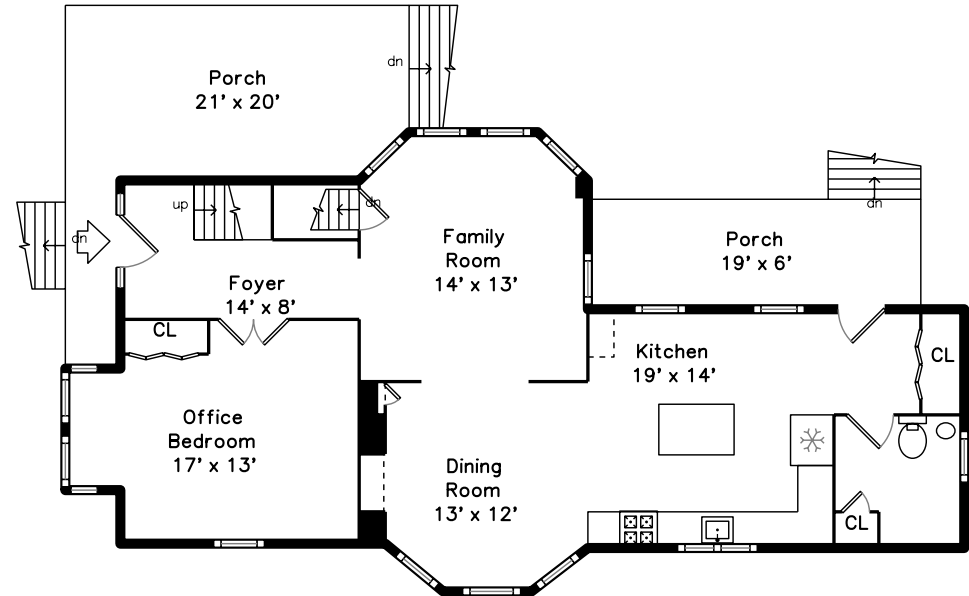 Porch
21' x 20'
dn
up
dn
dn
Family
Room
14' x 13'
dn
Porch
19' x 6'
Foyer
14' x 8'
CL
Kitchen
19' x 14'
CL
Office
Bedroom
17' x 13'
Dining
Room
13' x 12'
CL